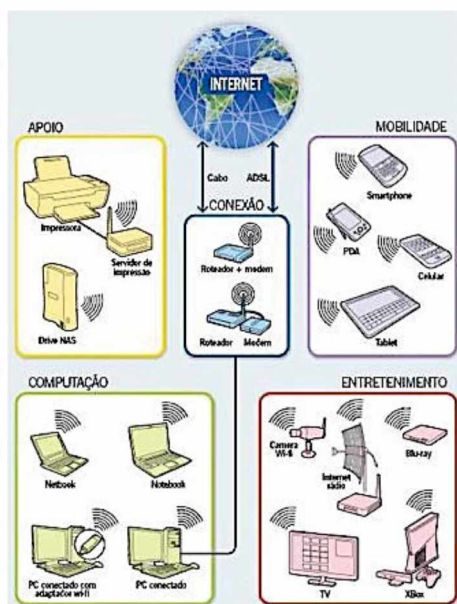 INTERNET
APOIO
MOBILIDADE
Cabo
ADSL
CONEXÃO
Impressora
Servidor de
impressão
Drive NAS
Roteador + modem
Roteador
Modem
Smartphone
PDA
Celular
Tablet
COMPUTAÇÃO
ENTRETENIMENTO
Netbook
Notebook
PC conectado com
adaptador wi-fi
PC conectado
Camera
Wi-fi
Internet
rádio
Blu-ray
TV
XBox